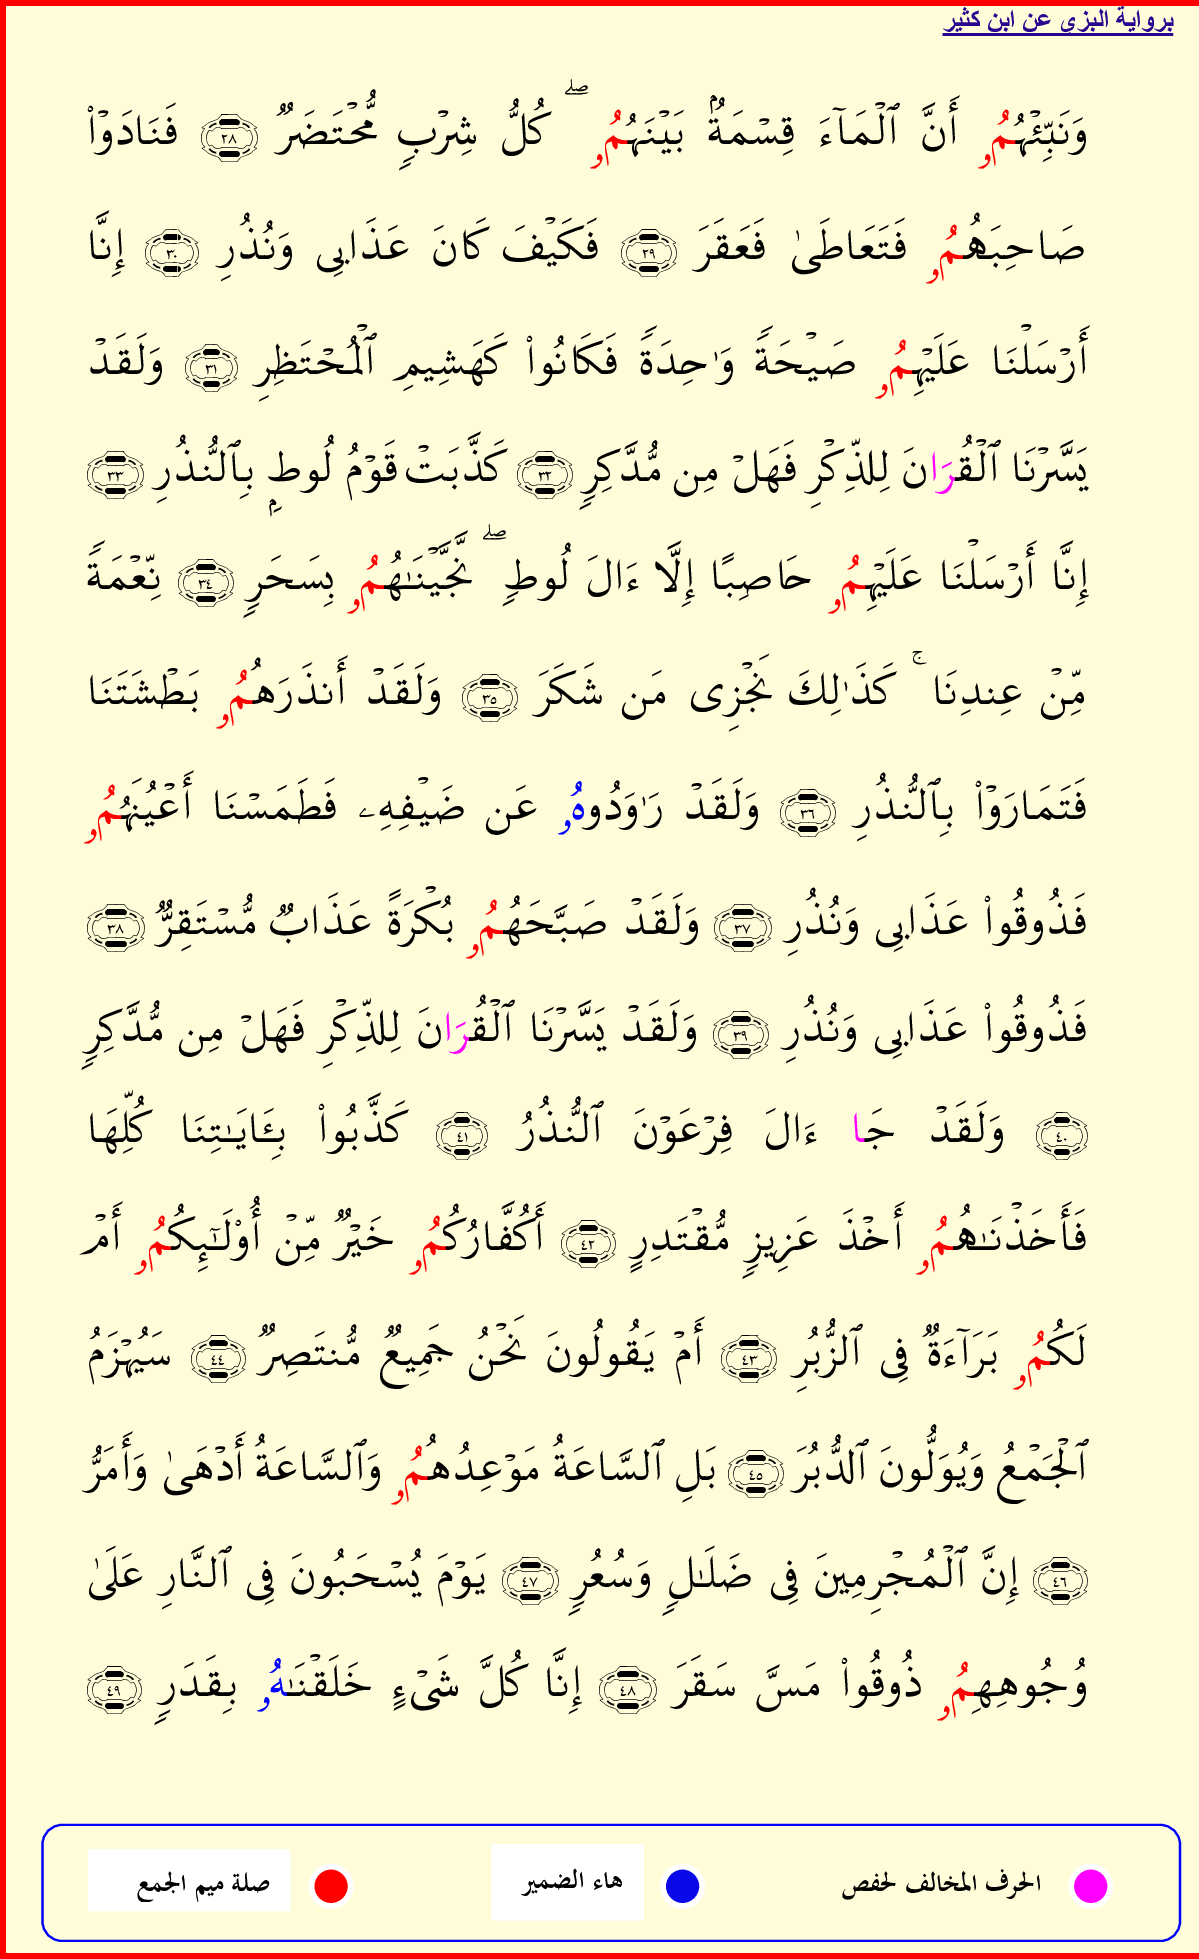 برواية البزي عن ابن كثير
وَنَبِّئْهُمُۥ أَنَّ ٱلْمَآءَ قِسْمَةٌۢ بَيْنَهُمُۥ ۖ كُلُّ شِرْبٍ مُّحْتَضَرٌ ٢٨ فَنَادَوْا۟
صَاحِبَهُمُۥ فَتَعَاطَىٰ فَعَقَرَ ٢٩ فَكَيْفَ كَانَ عَذَابِى وَنُذُرِ ٣٠ إِنَّا
أَرْسَلْنَا عَلَيْهِمُۥ صَيْحَةً وَٰحِدَةً فَكَانُوا۟ كَهَشِيمِ ٱلْمُحْتَظِرِ ٣١ وَلَقَدْ
يَسَّرْنَا ٱلْقُرَانَ لِلذِّكْرِ فَهَلْ مِن مُّدَّكِرٍ ٣٢ كَذَّبَتْ قَوْمُ لُوطٍۭ بِٱلنُّذُرِ ٣٣
إِنَّا أَرْسَلْنَا عَلَيْهِمُۥ حَاصِبًا إِلَّا ءَالَ لُوطٍ ۖ نَّجَّيْنَـٰهُمُۥ بِسَحَرٍ ٣٤ نِّعْمَةً
مِّنْ عِندِنَا ۚ كَذَٰلِكَ نَجْزِى مَن شَكَرَ ٣٥ وَلَقَدْ أَنذَرَهُمُۥ بَطْشَتَنَا
فَتَمَارَوْا۟ بِٱلنُّذُرِ ٣٦ وَلَقَدْ رَٰوَدُوهُۥ عَن ضَيْفِهِۦ فَطَمَسْنَا أَعْيُنَهُمُۥ
فَذُوقُوا۟ عَذَابِى وَنُذُرِ ٣٧ وَلَقَدْ صَبَّحَهُمُۥ بُكْرَةً عَذَابٌ مُّسْتَقِرٌّ ٣٨
فَذُوقُوا۟ عَذَابِى وَنُذُرِ ٣٩ وَلَقَدْ يَسَّرْنَا ٱلْقُرَانَ لِلذِّكْرِ فَهَلْ مِن مُّدَّكِرٍ
٤٠ وَلَقَدْ جَا ءَالَ فِرْعَوْنَ ٱلنُّذُرُ ٤١ كَذَّبُوا۟ بِـَٔايَـٰتِنَا كُلِّهَا
فَأَخَذْنَـٰهُمُۥ أَخْذَ عَزِيزٍ مُّقْتَدِرٍ ٤٢ أَكُفَّارُكُمُۥ خَيْرٌ مِّنْ أُو۟لَـٰٓئِكُمُۥ أَمْ
لَكُمُۥ بَرَآءَةٌ فِى ٱلزُّبُرِ ٤٣ أَمْ يَقُولُونَ نَحْنُ جَمِيعٌ مُّنتَصِرٌ ٤٤ سَيُهْزَمُ
ٱلْجَمْعُ وَيُوَلُّونَ ٱلدُّبُرَ ٤٥ بَلِ ٱلسَّاعَةُ مَوْعِدُهُمُۥ وَٱلسَّاعَةُ أَدْهَىٰ وَأَمَرُّ
٤٦ إِنَّ ٱلْمُجْرِمِينَ فِى ضَلَـٰلٍ وَسُعُرٍ ٤٧ يَوْمَ يُسْحَبُونَ فِى ٱلنَّارِ عَلَىٰ
وُجُوهِهِمُۥ ذُوقُوا۟ مَسَّ سَقَرَ ٤٨ إِنَّا كُلَّ شَىْءٍ خَلَقْنَـٰهُۥ بِقَدَرٍ ٤٩
الحرف المخالف لحفص هاء الضمير صلة ميم الجمع